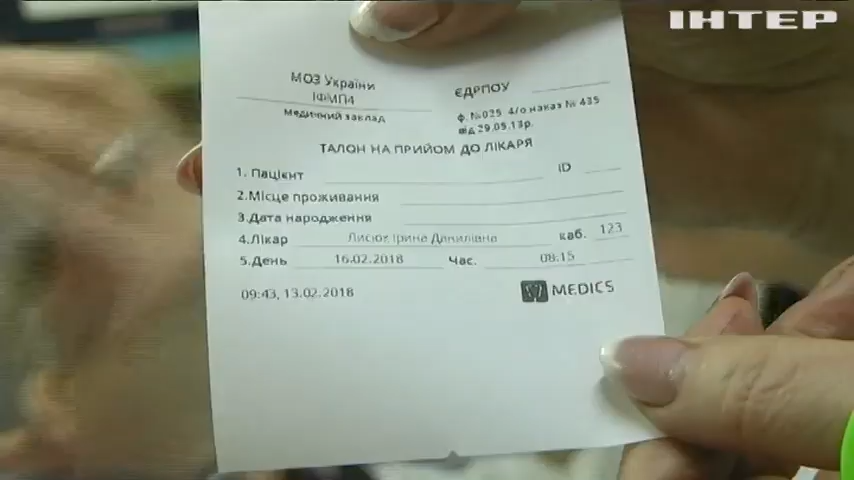 ІНТЕР
МОЗ України
ІФМП4
Медичний заклад
ЄДРПОУ
ф. №025 4/о наказ № 435
від 29.05.13р.
ТАЛОН НА ПРИЙОМ ДО ЛІКАРЯ
1. Пацієнт ID
2.Місце проживання
3.Дата народження
4.Лікар Лисюк Ірина Данилівна каб. 123
5.День 16.02.2018 Час. 08:15
09:43, 13.02.2018
MEDICS